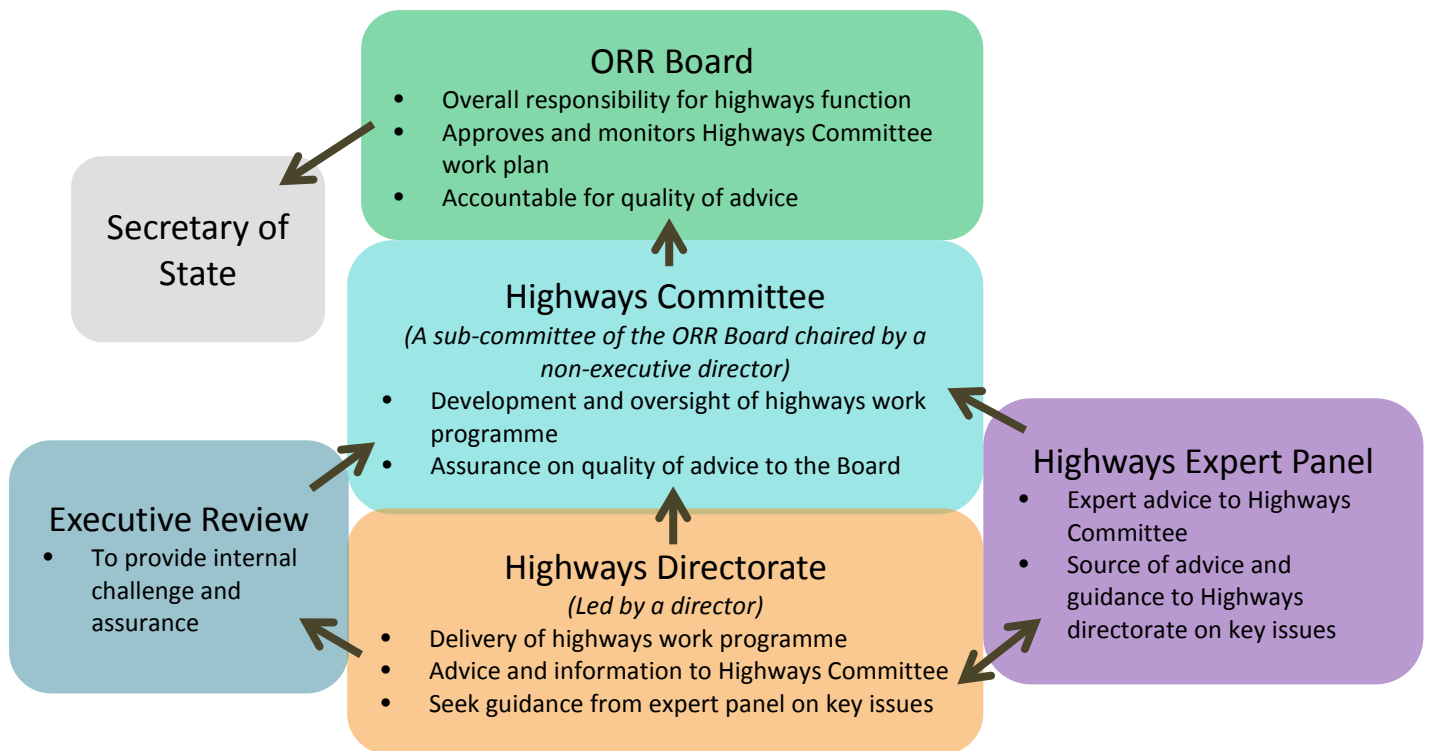 ORR Board
• Overall responsibility for highways function
• Approves and monitors Highways Committee
work plan
• Accountable for quality of advice
Secretary of
State
Highways Committee
(A sub-committee of the ORR Board chaired by a
non-executive director)
• Development and oversight of highways work
programme
• Assurance on quality of advice to the Board
Executive Review
• To provide internal
challenge and
assurance
Highways Directorate
(Led by a director)
• Delivery of highways work programme
• Advice and information to Highways Committee
• Seek guidance from expert panel on key issues
Highways Expert Panel
• Expert advice to Highways
Committee
• Source of advice and
guidance to Highways
directorate on key issues